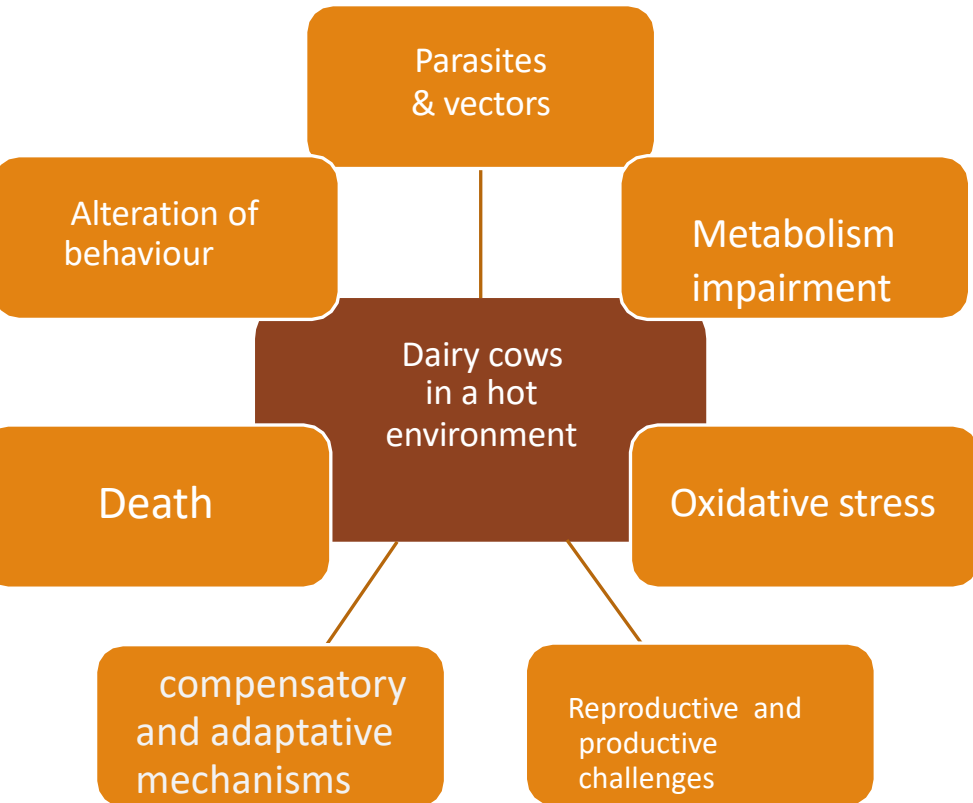 Parasites
& vectors
Alteration of
behaviour
Metabolism
impairment
Dairy cows
in a hot
environment
Death
Oxidative stress
compensatory
and adaptative
mechanisms
Reproductive and
productive
challenges